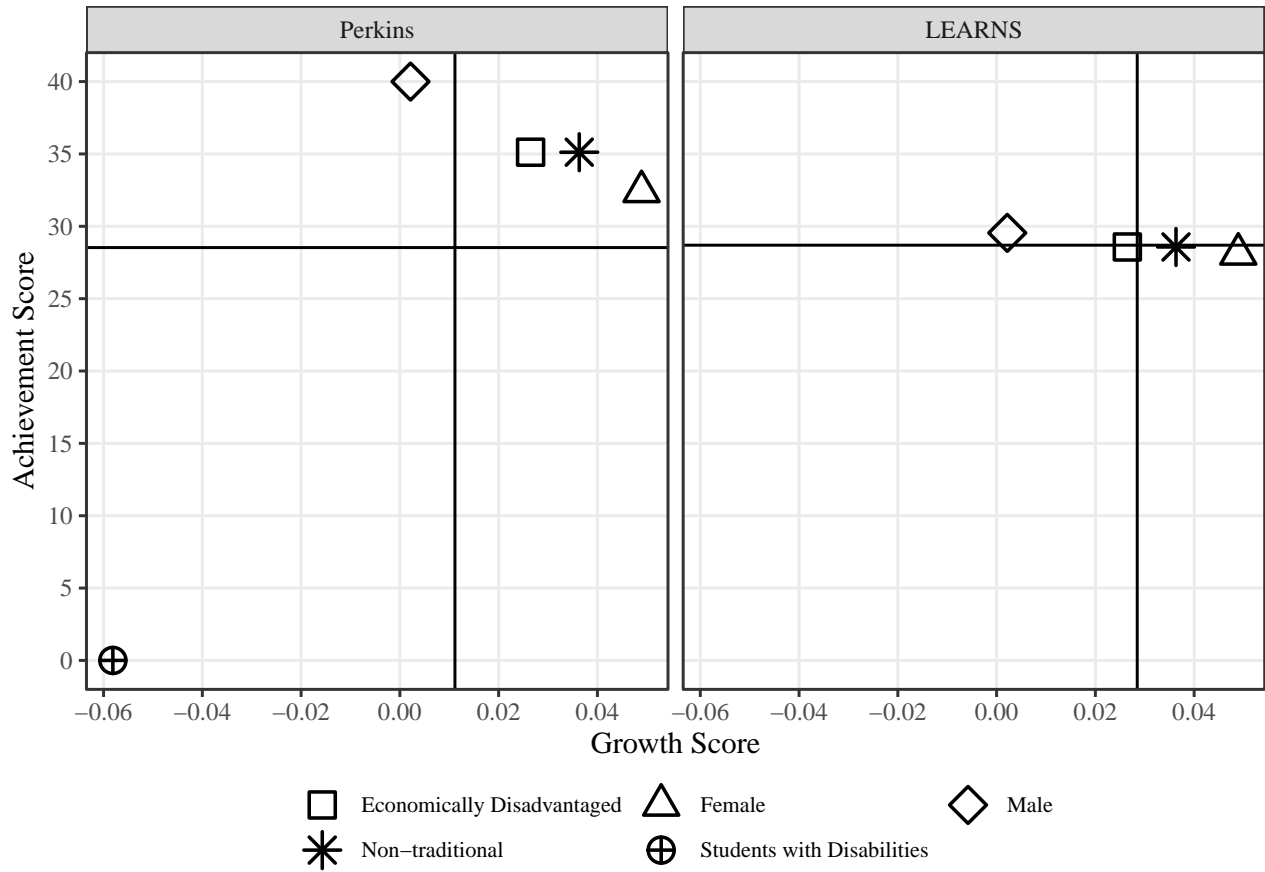 Perkins LEARNS
40
35
30
25
20
15
10
5
0
Achievement Score
−0.06 −0.04 −0.02 0.00 0.02 0.04 −0.06 −0.04 −0.02 0.00 0.02 0.04
Growth Score
Economically Disadvantaged Female Male
Non−traditional Students with Disabilities